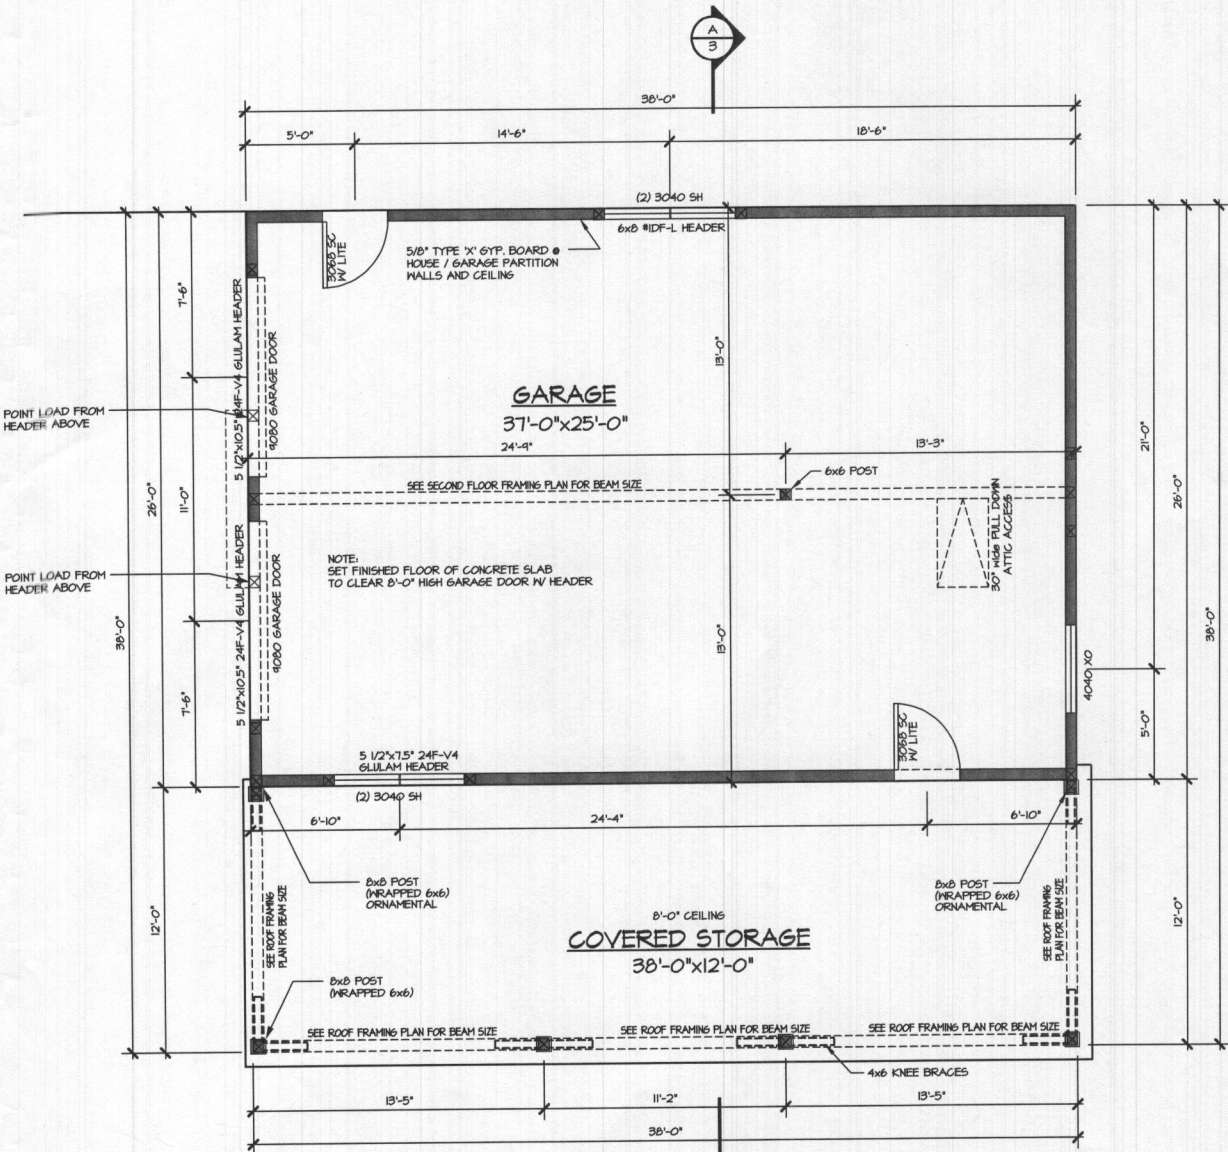 A
3
38'-0"
5'-0"
14'-6"
18'-6"
(2) 3040 SH
6x8 #1DF-L HEADER
3068 SC
W/ LITE
5/8" TYPE 'X' GYP. BOARD @
HOUSE / GARAGE PARTITION
WALLS AND CEILING
7'-6"
5 1/2"x10.5" 24F-V4 GLULAM HEADER
9080 GARAGE DOOR
13'-0"
GARAGE
37'-0"x25'-0"
POINT LOAD FROM
HEADER ABOVE
24'-9"
13'-3"
21'-0"
6x6 POST
SEE SECOND FLOOR FRAMING PLAN FOR BEAM SIZE
26'-0"
11'-0"
30" wide PULL DOWN
ATTIC ACCESS
26'-0"
NOTE:
SET FINISHED FLOOR OF CONCRETE SLAB
TO CLEAR 8'-0" HIGH GARAGE DOOR W/ HEADER
POINT LOAD FROM
HEADER ABOVE
5 1/2"x10.5" 24F-V4 GLULAM HEADER
9080 GARAGE DOOR
38'-0"
13'-0"
38'-0"
4040 XO
7'-6"
3068 SC
W/ LITE
5'-0"
5 1/2"x7.5" 24F-V4
GLULAM HEADER
(2) 3040 SH
6'-10"
24'-4"
6'-10"
8x8 POST
(WRAPPED 6x6)
ORNAMENTAL
8x8 POST
(WRAPPED 6x6)
ORNAMENTAL
12'-0"
SEE ROOF FRAMING
PLAN FOR BEAM SIZE
8'-0" CEILING
COVERED STORAGE
38'-0"x12'-0"
SEE ROOF FRAMING
PLAN FOR BEAM SIZE
12'-0"
8x8 POST
(WRAPPED 6x6)
SEE ROOF FRAMING PLAN FOR BEAM SIZE
SEE ROOF FRAMING PLAN FOR BEAM SIZE
SEE ROOF FRAMING PLAN FOR BEAM SIZE
4x6 KNEE BRACES
13'-5"
11'-2"
13'-5"
38'-0"